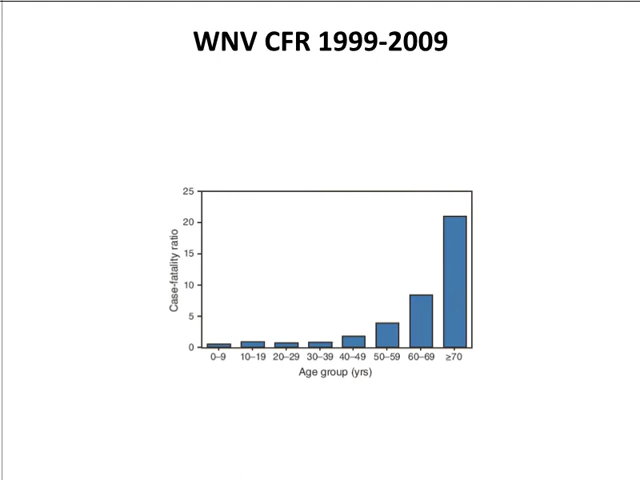 WNV CFR 1999-2009
25
20
15
10
5
0
Case-fatality ratio
0–9 10–19 20–29 30–39 40–49 50–59 60–69 ≥70
Age group (yrs)